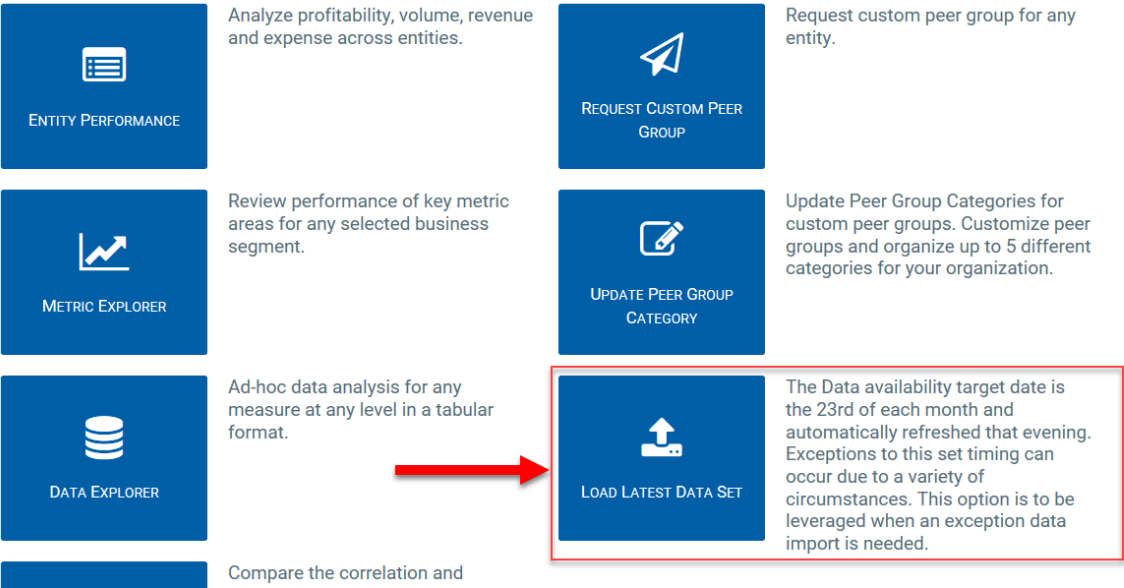 Analyze profitability, volume, revenue
and expense across entities.
ENTITY PERFORMANCE
Request custom peer group for any
entity.
REQUEST CUSTOM PEER
GROUP
Review performance of key metric
areas for any selected business
segment.
METRIC EXPLORER
Update Peer Group Categories for
custom peer groups. Customize peer
groups and organize up to 5 different
categories for your organization.
UPDATE PEER GROUP
CATEGORY
Ad-hoc data analysis for any
measure at any level in a tabular
format.
DATA EXPLORER
The Data availability target date is
the 23rd of each month and
automatically refreshed that evening.
Exceptions to this set timing can
occur due to a variety of
circumstances. This option is to be
leveraged when an exception data
import is needed.
LOAD LATEST DATA SET
Compare the correlation and